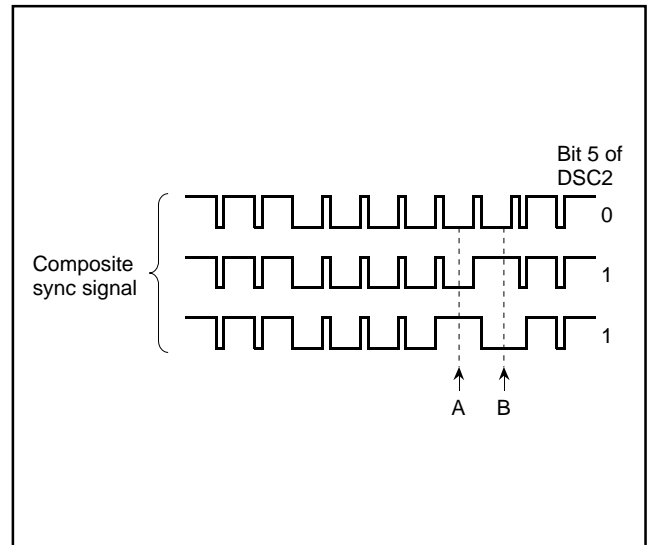 Bit 5 of
DSC2
0
Composite
sync signal
1
1
A B